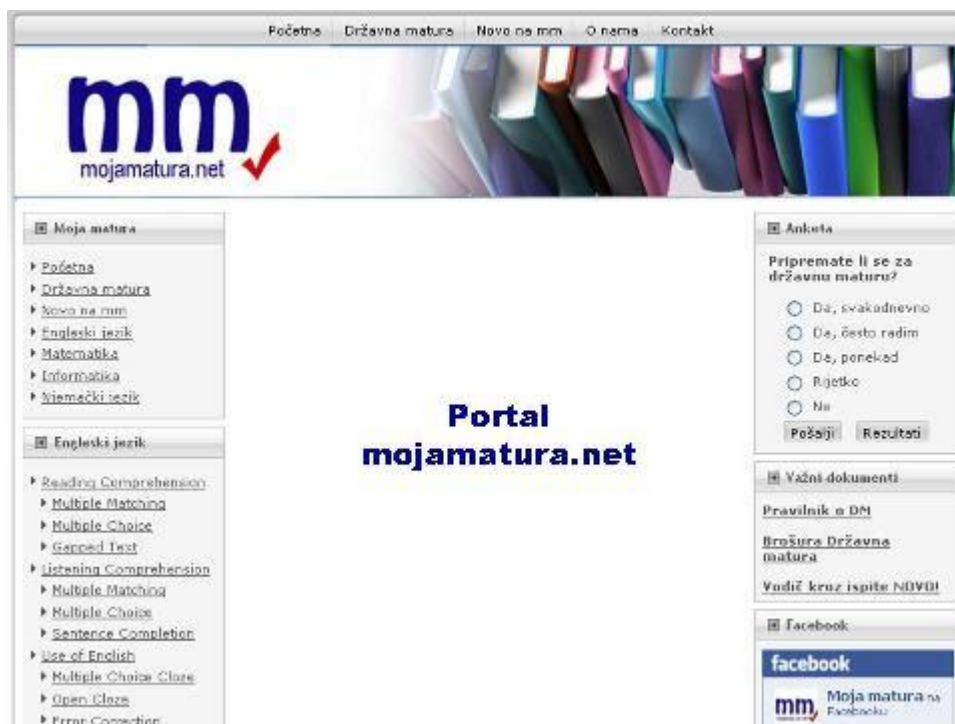 Početna Državna matura Novo na mm O nama Kontakt
mm
mojamatura.net
Moja matura
Početna
Državna matura
Novo na mm
Engleski jezik
Matematika
Informatika
Njemački jezik
Engleski jezik
Reading Comprehension
Multiple Matching
Multiple Choice
Gapped Text
Listening Comprehension
Multiple Matching
Multiple Choice
Sentence Completion
Use of English
Multiple Choice Cloze
Open Cloze
Error Correction
Portal
mojamatura.net
Anketa
Pripremate li se za
državnu maturu?
Da, svakodnevno
Da, često radim
Da, ponekad
Rijetko
Ne
Pošalji Rezultati
Važni dokumenti
Pravilnik o DM
Brošura Državna
matura
Vodič kroz ispite NOVO!
Facebook
facebook
mm
Moja matura na
Facebooku